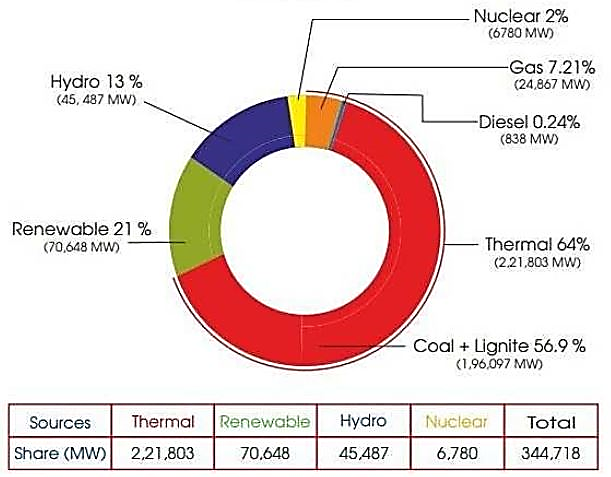 Nuclear 2%
(6780 MW)
Gas 7.21%
(24,867 MW)
Hydro 13 %
(45, 487 MW)
Diesel 0.24%
(838 MW)
Renewable 21 %
(70,648 MW)
Thermal 64%
(2,21,803 MW)
Coal + Lignite 56.9 %
(1,96,097 MW)
Sources Thermal Renewable Hydro Nuclear Total
Share (MW) 2,21,803 70,648 45,487 6,780 344,718